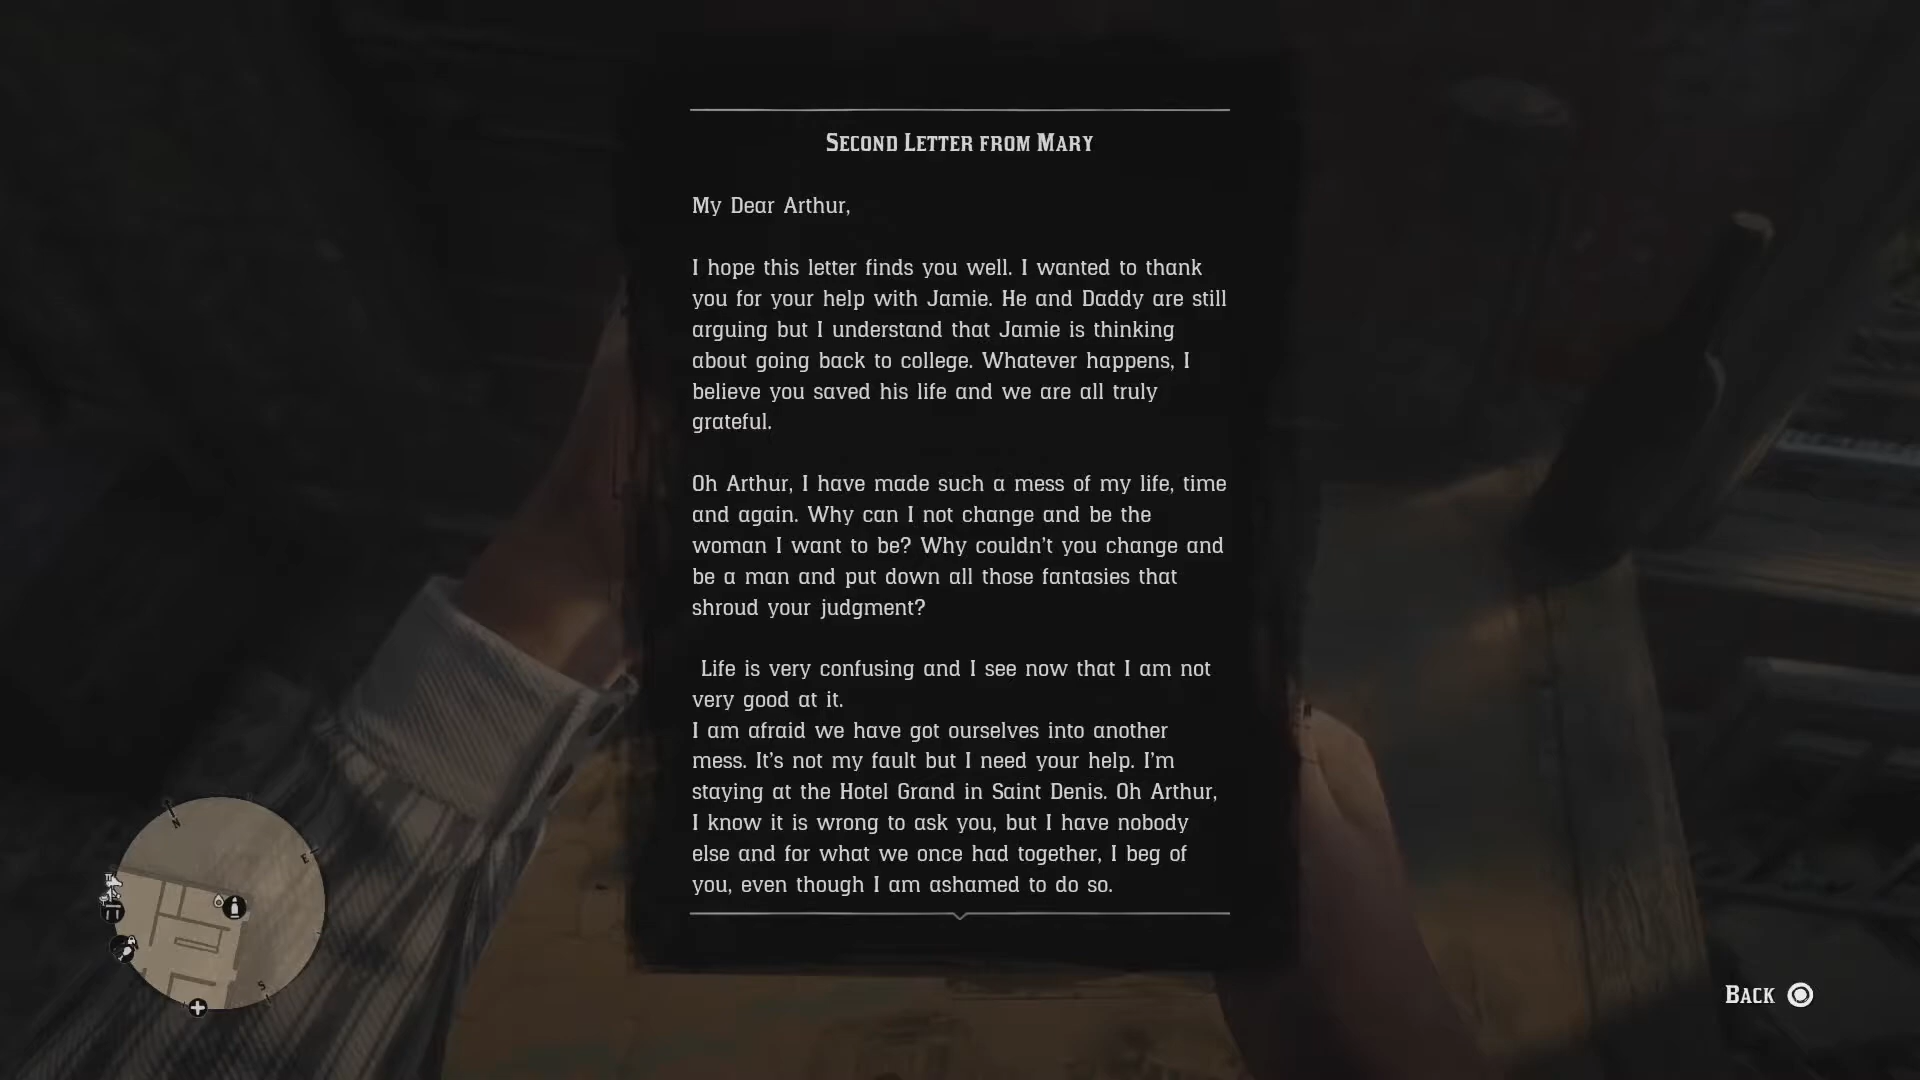 Second Letter from Mary
My Dear Arthur,
I hope this letter finds you well. I wanted to thank
you for your help with Jamie. He and Daddy are still
arguing but I understand that Jamie is thinking
about going back to college. Whatever happens, I
believe you saved his life and we are all truly
grateful.
Oh Arthur, I have made such a mess of my life, time
and again. Why can I not change and be the
woman I want to be? Why couldn't you change and
be a man and put down all those fantasies that
shroud your judgment?
Life is very confusing and I see now that I am not
very good at it.
I am afraid we have got ourselves into another
mess. It's not my fault but I need your help. I'm
staying at the Hotel Grand in Saint Denis. Oh Arthur,
I know it is wrong to ask you, but I have nobody
else and for what we once had together, I beg of
you, even though I am ashamed to do so.
N
E
S
Back